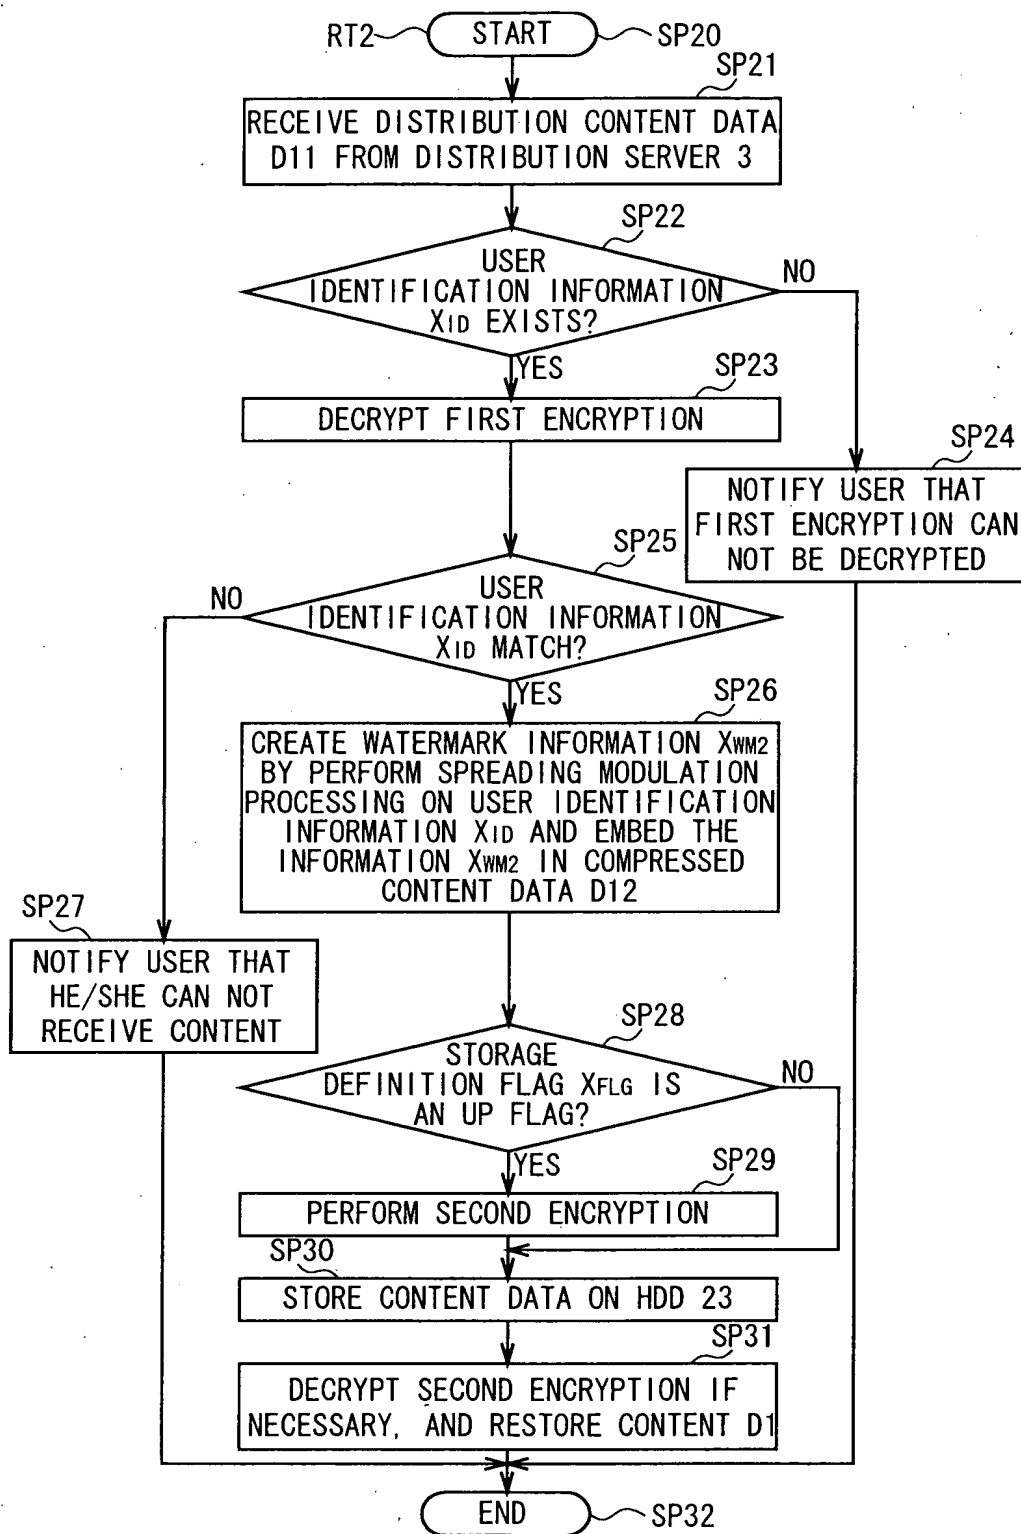 RT2
START
SP20
SP21
RECEIVE DISTRIBUTION CONTENT DATA
D11 FROM DISTRIBUTION SERVER 3
SP22
USER
IDENTIFICATION INFORMATION
XID EXISTS?
NO
YES
SP23
DECRYPT FIRST ENCRYPTION
SP24
NOTIFY USER THAT
FIRST ENCRYPTION CAN
NOT BE DECRYPTED
SP25
USER
IDENTIFICATION INFORMATION
XID MATCH?
NO
YES
SP26
CREATE WATERMARK INFORMATION XWM2
BY PERFORM SPREADING MODULATION
PROCESSING ON USER IDENTIFICATION
INFORMATION XID AND EMBED THE
INFORMATION XWM2 IN COMPRESSED
CONTENT DATA D12
SP27
NOTIFY USER THAT
HE/SHE CAN NOT
RECEIVE CONTENT
SP28
STORAGE
DEFINITION FLAG XFLG IS
AN UP FLAG?
NO
YES
SP29
PERFORM SECOND ENCRYPTION
SP30
STORE CONTENT DATA ON HDD 23
SP31
DECRYPT SECOND ENCRYPTION IF
NECESSARY, AND RESTORE CONTENT D1
END
SP32